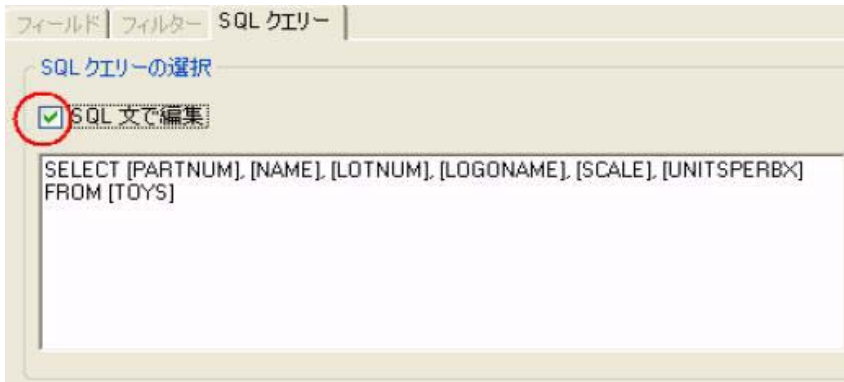 フィールド フィルター SQL クエリー
SQL クエリーの選択
SQL 文で編集
SELECT [PARTNUM], [NAME], [LOTNUM], [LOGONAME], [SCALE], [UNITSPERBX]
FROM [TOYS]